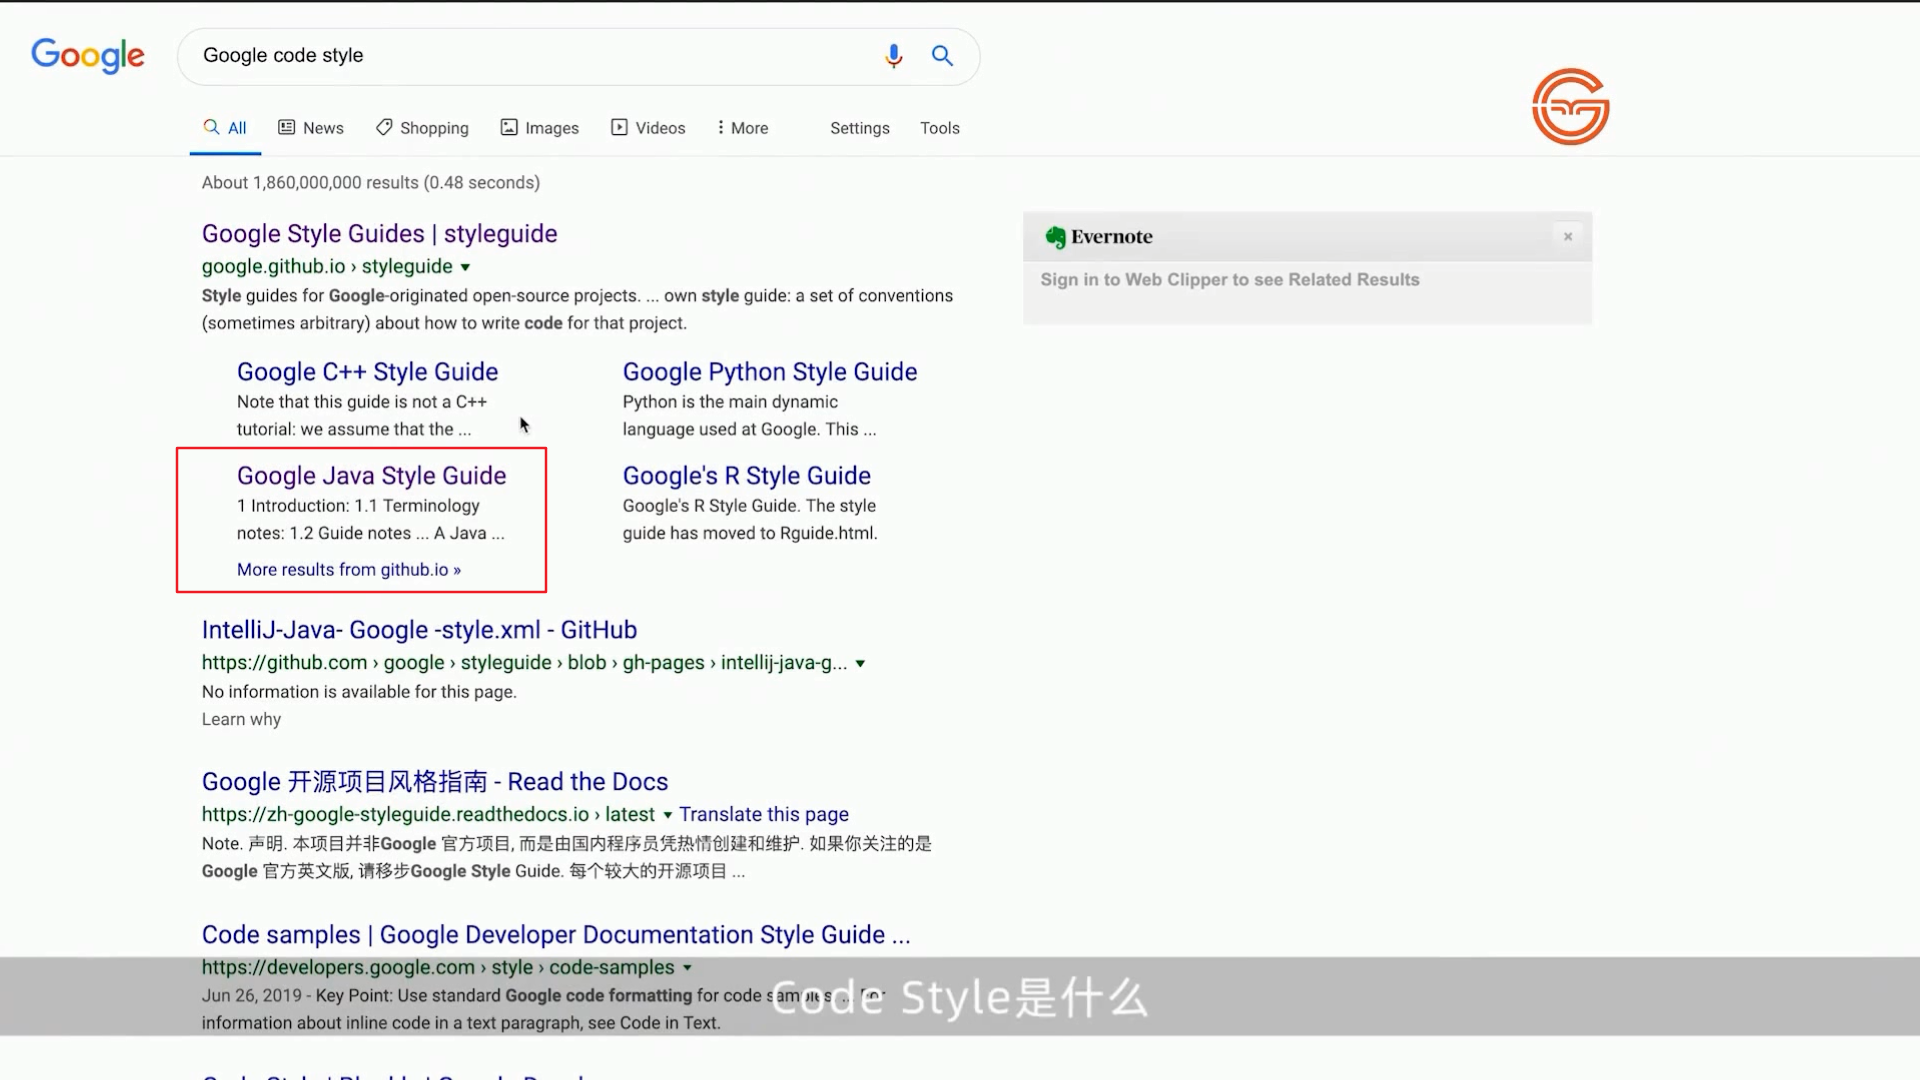 Google
Google code style
All
News
Shopping
Images
Videos
More
Settings
Tools
About 1,860,000,000 results (0.48 seconds)
Google Style Guides | styleguide
google.github.io › styleguide
Style guides for Google-originated open-source projects. ... own style guide: a set of conventions
(sometimes arbitrary) about how to write code for that project.
Google C++ Style Guide
Note that this guide is not a C++
tutorial: we assume that the ...
Google Python Style Guide
Python is the main dynamic
language used at Google. This ...
Google Java Style Guide
1 Introduction: 1.1 Terminology
notes: 1.2 Guide notes ... A Java ...
More results from github.io »
Google's R Style Guide
Google's R Style Guide. The style
guide has moved to Rguide.html.
IntelliJ-Java- Google -style.xml - GitHub
https://github.com › google › styleguide › blob › gh-pages › intellij-java-g...
No information is available for this page.
Learn why
Google 开源项目风格指南 - Read the Docs
https://zh-google-styleguide.readthedocs.io › latest Translate this page
Note. 声明. 本项目并非Google 官方项目, 而是由国内程序员凭热情创建和维护. 如果你关注的是
Google 官方英文版, 请移步Google Style Guide. 每个较大的开源项目 ...
Code samples | Google Developer Documentation Style Guide ...
https://developers.google.com › style › code-samples
Jun 26, 2019 - Key Point: Use standard Google code formatting for code samples. ... For
information about inline code in a text paragraph, see Code in Text.
Code Style是什么
Evernote
Sign in to Web Clipper to see Related Results